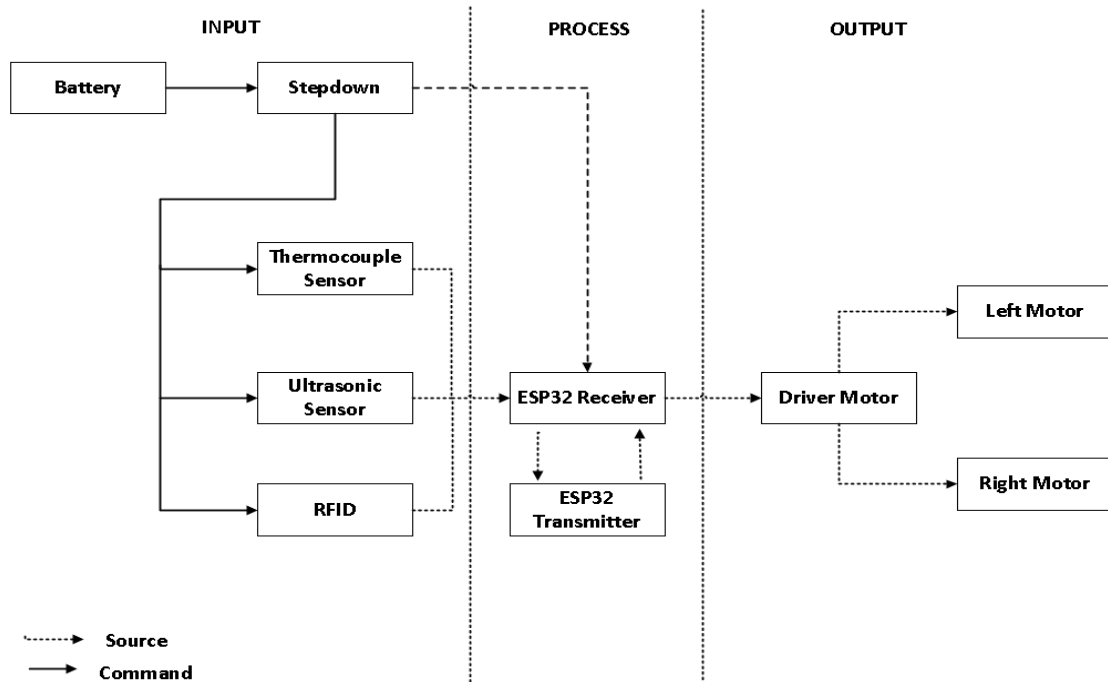 INPUT
PROCESS
OUTPUT
Battery
Stepdown
Thermocouple
Sensor
Ultrasonic
Sensor
RFID
ESP32 Receiver
ESP32
Transmitter
Driver Motor
Left Motor
Right Motor
Source
Command